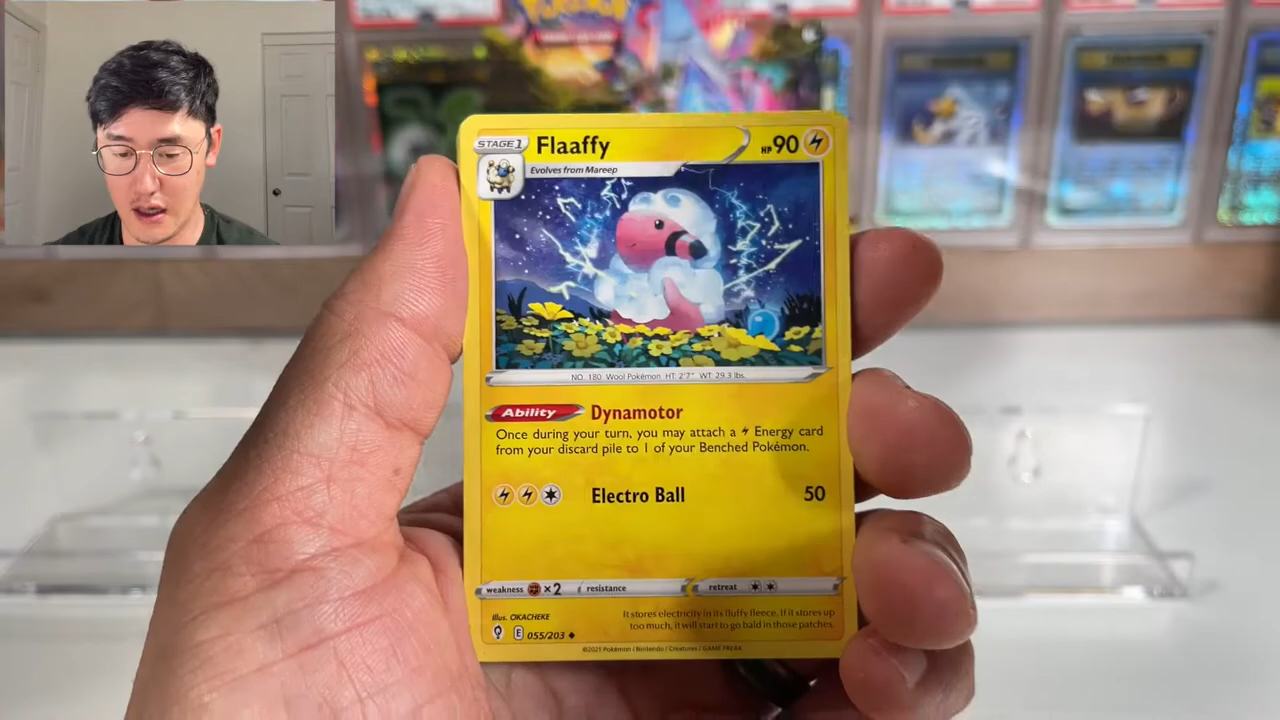 Pokémon
STAGE 1
Flaaffy
HP 90
Evolves from Mareep
NO. 180 Wool Pokémon HT: 2'7" WT: 29.3 lbs.
Ability Dynamotor
Once during your turn, you may attach a Energy card
from your discard pile to 1 of your Benched Pokémon.
Electro Ball 50
weakness ×2 resistance retreat
Illus. OKACHEKE
It stores electricity in its fluffy fleece. If it stores up
too much, it will start to go bald in those patches.
E 055/203
©2021 Pokémon / Nintendo / Creatures / GAME FREAK